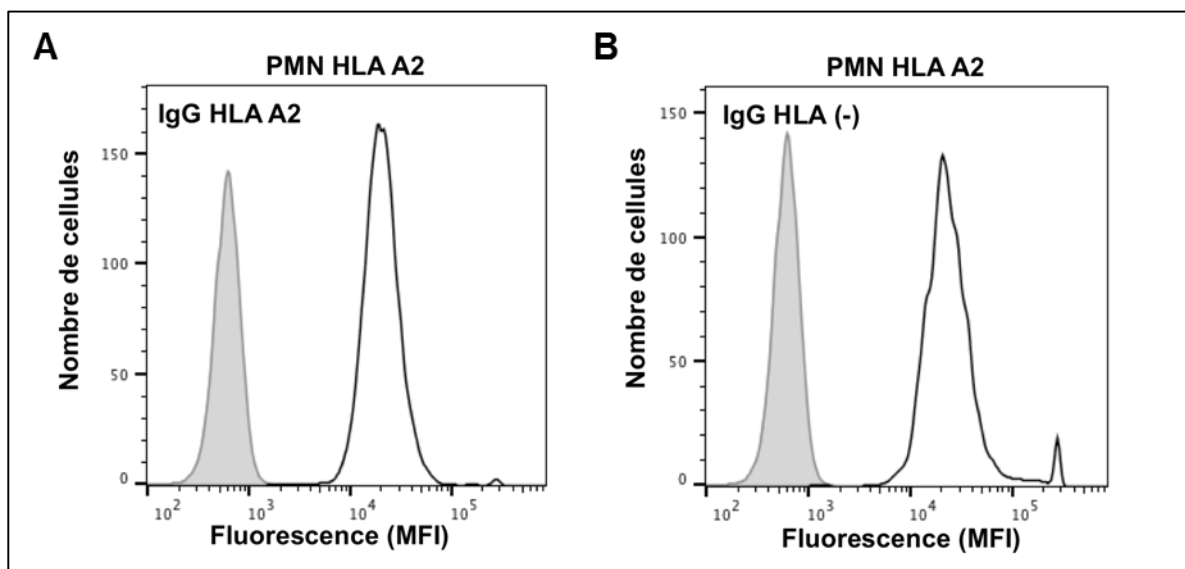 A
PMN HLA A2
IgG HLA A2
Nombre de cellules
150
100
50
0
10² 10³ 10⁴ 10⁵
Fluorescence (MFI)
B
PMN HLA A2
IgG HLA (-)
Nombre de cellules
150
100
50
0
10² 10³ 10⁴ 10⁵
Fluorescence (MFI)